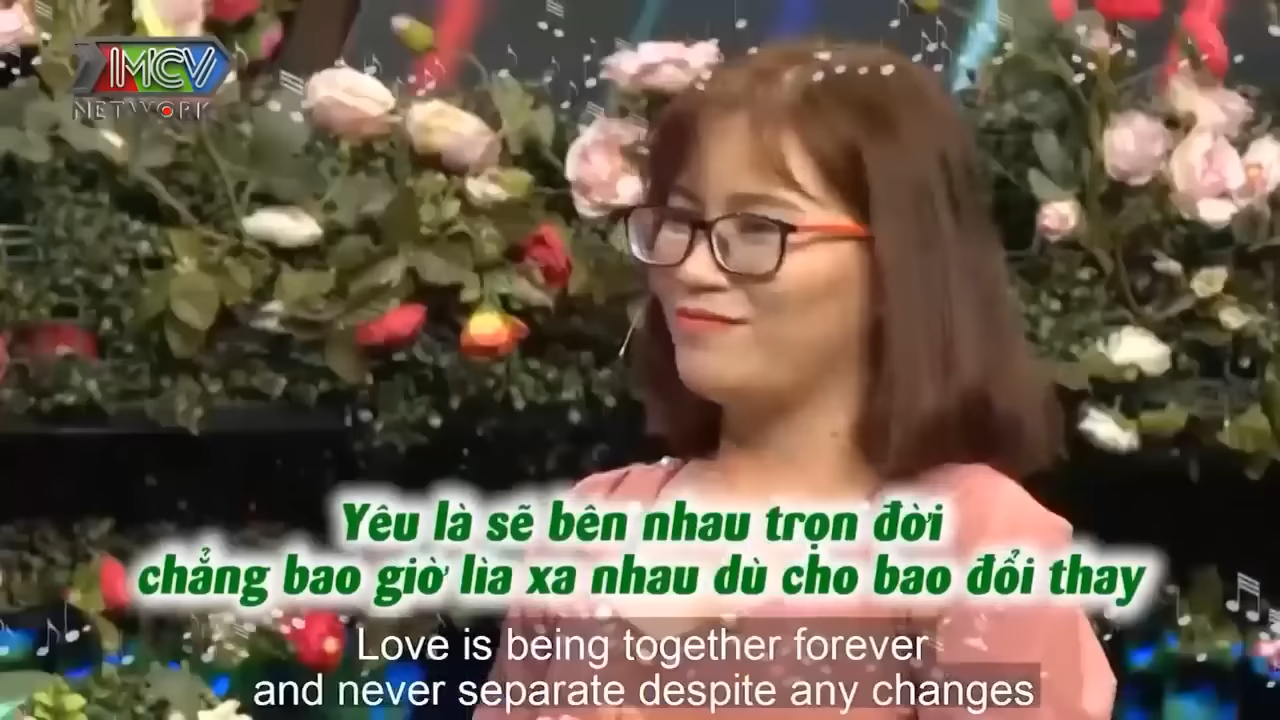 MCV
NETWORK
Yêu là sẽ bên nhau trọn đời
chẳng bao giờ lìa xa nhau dù cho bao đổi thay
Love is being together forever
and never separate despite any changes